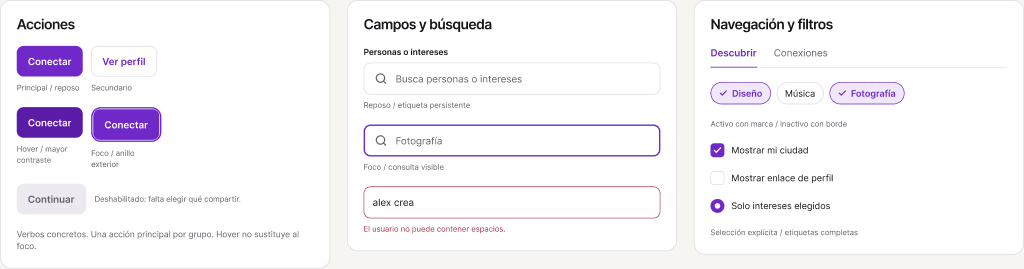 Acciones
Conectar
Ver perfil
Principal / reposo
Secundario
Conectar
Conectar
Hover / mayor
contraste
Foco / anillo
exterior
Continuar
Deshabilitado: falta elegir qué compartir.
Verbos concretos. Una acción principal por grupo. Hover no sustituye al
foco.
Campos y búsqueda
Personas o intereses
Busca personas o intereses
Reposo / etiqueta persistente
Fotografía
Foco / consulta visible
alex crea
El usuario no puede contener espacios.
Navegación y filtros
Descubrir
Conexiones
Diseño
Música
Fotografía
Activo con marca / inactivo con borde
Mostrar mi ciudad
Mostrar enlace de perfil
Solo intereses elegidos
Selección explícita / etiquetas completas